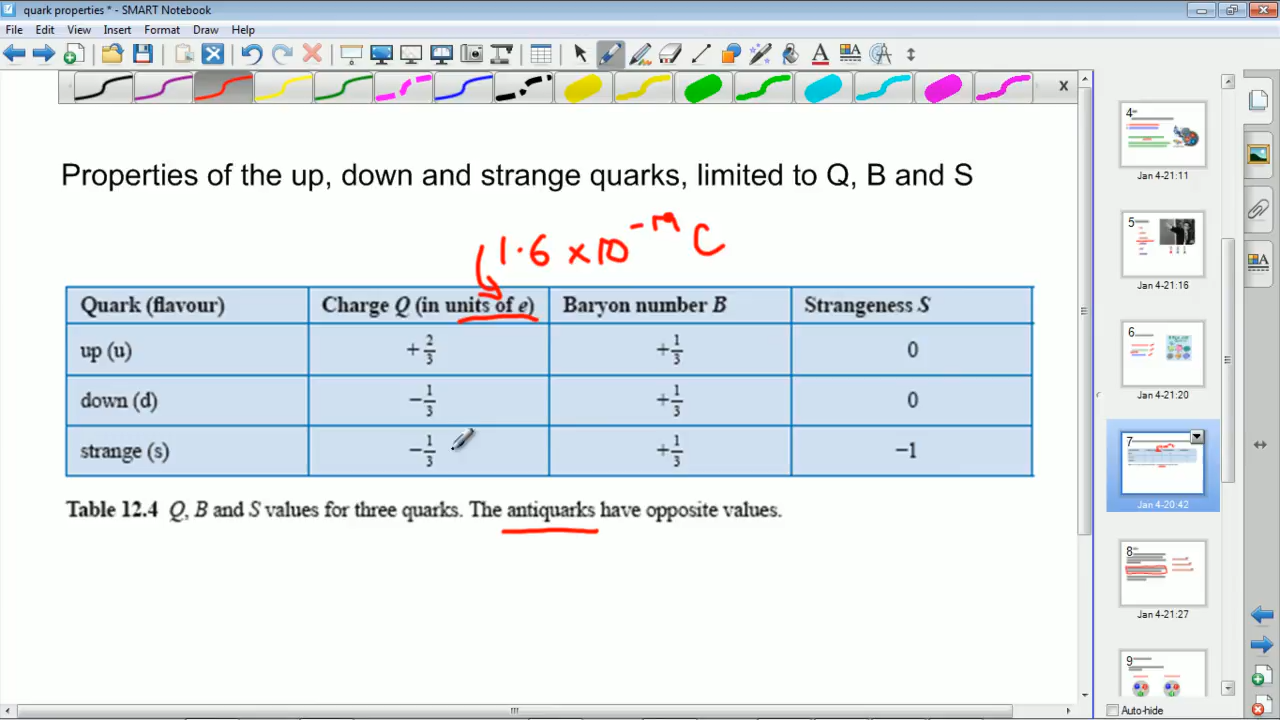 quark properties * - SMART Notebook
File Edit View Insert Format Draw Help
x
Properties of the up, down and strange quarks, limited to Q, B and S
1.6 ×10⁻¹⁹ C
Quark (flavour) Charge Q (in units of e) Baryon number B Strangeness S
up (u) +2/3 +1/3 0
down (d) −1/3 +1/3 0
strange (s) −1/3 +1/3 −1
Table 12.4 Q, B and S values for three quarks. The antiquarks have opposite values.
4
Jan 4-21:11
5
Jan 4-21:16
6
Jan 4-21:20
7
Jan 4-20:42
8
Jan 4-21:27
9
Auto-hide